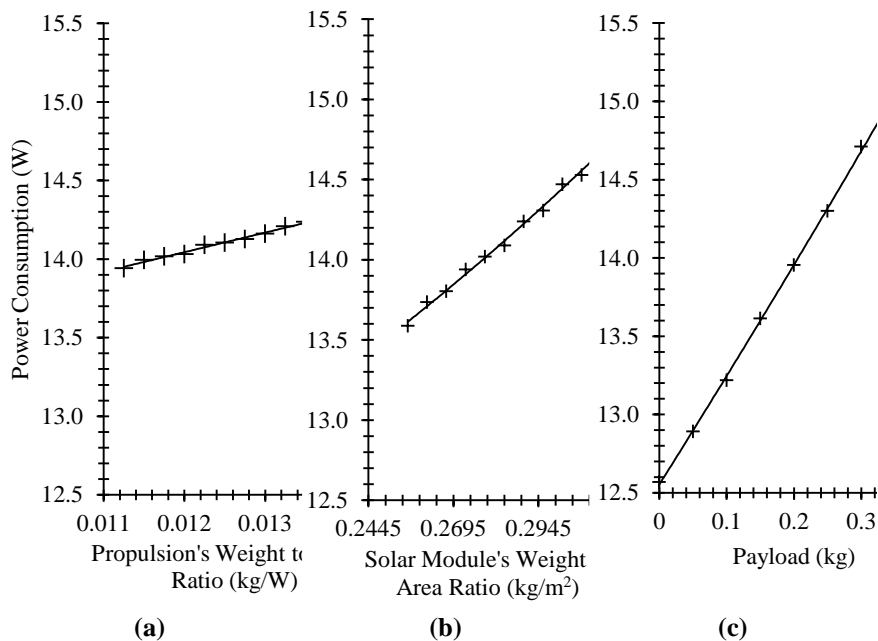 Power Consumption (W)
15.5
15.0
14.5
14.0
13.5
13.0
12.5
0.011 0.012 0.013
Propulsion's Weight
Ratio (kg/W)
(a)
15.5
15.0
14.5
14.0
13.5
13.0
12.5
0.2445 0.2695 0.2945
Solar Module's Weight
Area Ratio (kg/m²)
(b)
15.5
15.0
14.5
14.0
13.5
13.0
12.5
0 0.1 0.2 0.3
Payload (kg)
(c)